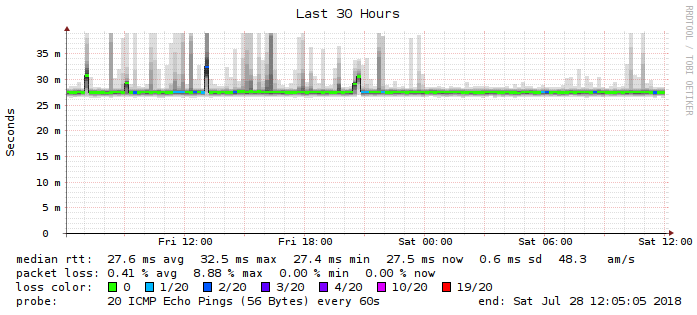 Last 30 Hours
RRDTOOL / TOBI OETIKER
Seconds
35 m
30 m
25 m
20 m
15 m
10 m
5 m
0
Fri 12:00 Fri 18:00 Sat 00:00 Sat 06:00 Sat 12:00
median rtt: 27.6 ms avg 32.5 ms max 27.4 ms min 27.5 ms now 0.6 ms sd 48.3 am/s
packet loss: 0.41 % avg 8.88 % max 0.00 % min 0.00 % now
loss color: 0 1/20 2/20 3/20 4/20 10/20 19/20
probe: 20 ICMP Echo Pings (56 Bytes) every 60s end: Sat Jul 28 12:05:05 2018